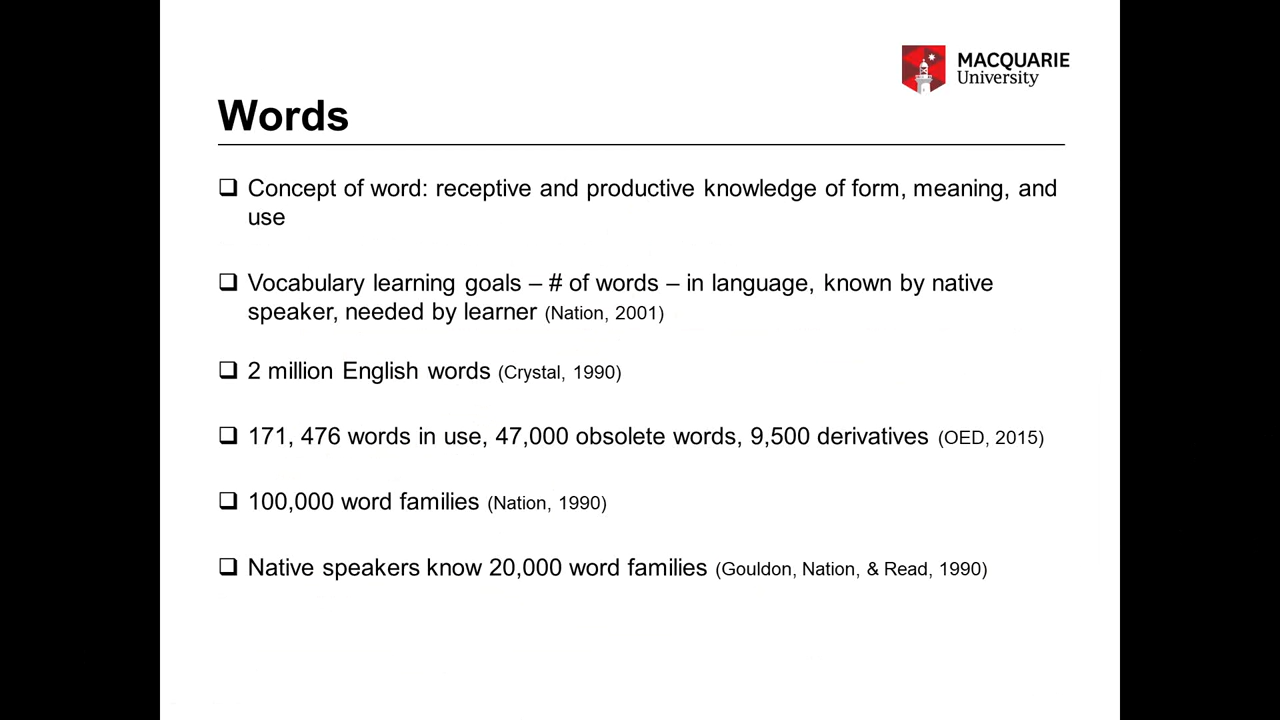 MACQUARIE
University
Words
❑ Concept of word: receptive and productive knowledge of form, meaning, and
use
❑ Vocabulary learning goals – # of words – in language, known by native
speaker, needed by learner (Nation, 2001)
❑ 2 million English words (Crystal, 1990)
❑ 171, 476 words in use, 47,000 obsolete words, 9,500 derivatives (OED, 2015)
❑ 100,000 word families (Nation, 1990)
❑ Native speakers know 20,000 word families (Gouldon, Nation, & Read, 1990)